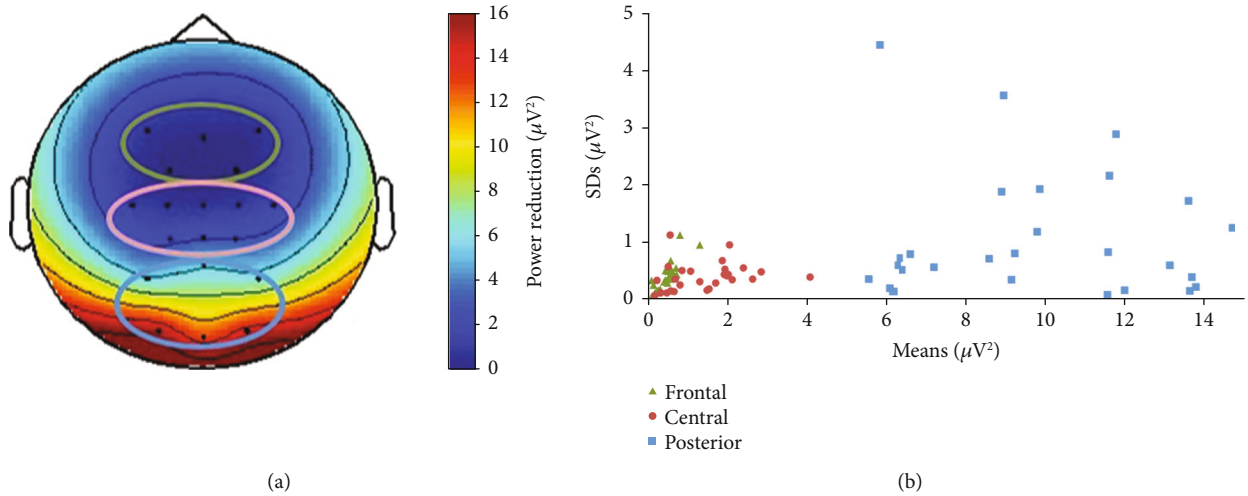 16
14
12
10
8
6
4
2
0
Power reduction (μV²)
(a)
5
4
3
2
1
0
SDs (μV²)
0 2 4 6 8 10 12 14
Means (μV²)
Frontal
Central
Posterior
(b)